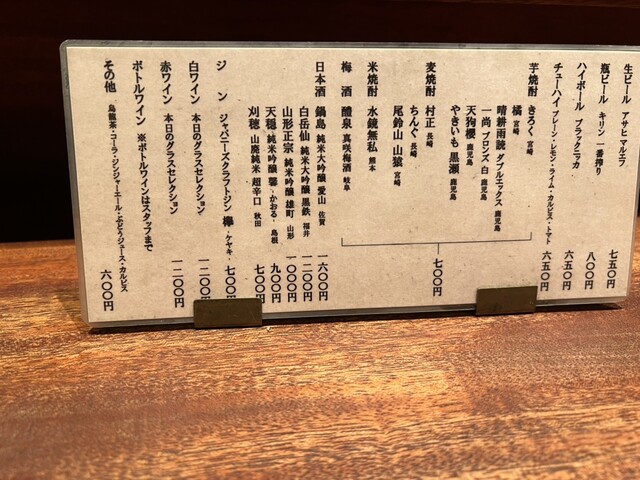 生ビール アサヒ マルエフ 七五〇円
瓶ビール キリン 一番搾り 八〇〇円
ハイボール ブラックニッカ 六五〇円
チューハイ プレーン・レモン・ライム・カルピス・トマト 六五〇円
芋焼酎 きろく 宮崎
橘 宮崎
晴耕雨読 ダブルエックス 鹿児島
一尚 ブロンズ 白 鹿児島
天狗櫻 鹿児島
やきいも 黒瀬 鹿児島
麦焼酎 村正 長崎
ちんぐ 長崎
尾鈴山 山猿 宮崎
米焼酎 水鏡無私 熊本
梅酒 醴泉 真咲梅酒 岐阜
七〇〇円
日本酒 鍋島 純米大吟醸 愛山 佐賀 一六〇〇円
白岳仙 純米大吟醸 黒鉄 福井 一二〇〇円
山形正宗 純米吟醸 雄町 山形 一〇〇〇円
天穏 純米吟醸 馨 -かおる- 島根 九〇〇円
刈穂 山廃純米 超辛口 秋田 七〇〇円
ジン ジャパニーズクラフトジン 欅 -ケヤキ- 七〇〇円
白ワイン 本日のグラスセレクション 一二〇〇円
赤ワイン 本日のグラスセレクション 一二〇〇円
ボトルワイン ※ボトルワインはスタッフまで
その他 烏龍茶・コーラ・ジンジャーエール・ぶどうジュース・カルピス 六〇〇円